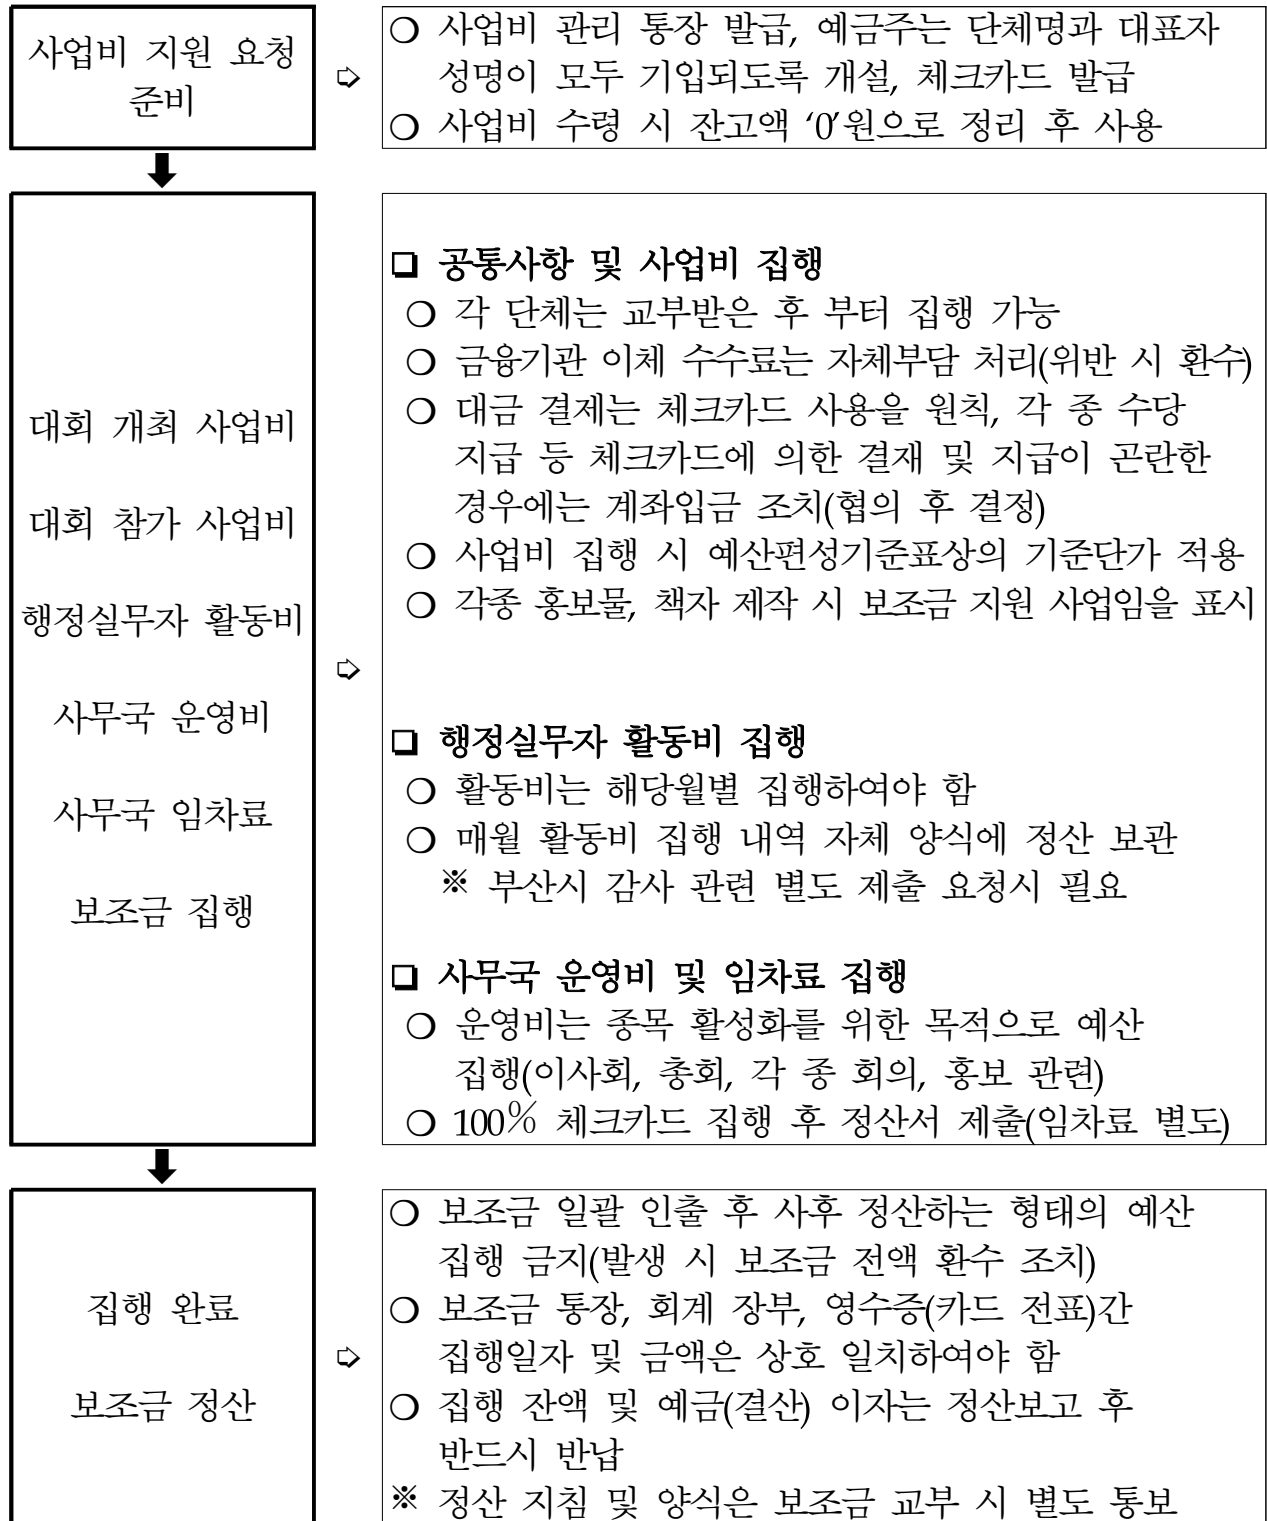 사업비 지원 요청
준비
➩
❍ 사업비 관리 통장 발급, 예금주는 단체명과 대표자
성명이 모두 기입되도록 개설, 체크카드 발급
❍ 사업비 수령 시 잔고액 ‘0’원으로 정리 후 사용
대회 개최 사업비
대회 참가 사업비
행정실무자 활동비
사무국 운영비
사무국 임차료
보조금 집행
➩
❏ 공통사항 및 사업비 집행
❍ 각 단체는 교부받은 후 부터 집행 가능
❍ 금융기관 이체 수수료는 자체부담 처리(위반 시 환수)
❍ 대금 결제는 체크카드 사용을 원칙, 각 종 수당
지급 등 체크카드에 의한 결재 및 지급이 곤란한
경우에는 계좌입금 조치(협의 후 결정)
❍ 사업비 집행 시 예산편성기준표상의 기준단가 적용
❍ 각종 홍보물, 책자 제작 시 보조금 지원 사업임을 표시
❏ 행정실무자 활동비 집행
❍ 활동비는 해당월별 집행하여야 함
❍ 매월 활동비 집행 내역 자체 양식에 정산 보관
※ 부산시 감사 관련 별도 제출 요청시 필요
❏ 사무국 운영비 및 임차료 집행
❍ 운영비는 종목 활성화를 위한 목적으로 예산
집행(이사회, 총회, 각 종 회의, 홍보 관련)
❍ 100% 체크카드 집행 후 정산서 제출(임차료 별도)
집행 완료
보조금 정산
➩
❍ 보조금 일괄 인출 후 사후 정산하는 형태의 예산
집행 금지(발생 시 보조금 전액 환수 조치)
❍ 보조금 통장, 회계 장부, 영수증(카드 전표)간
집행일자 및 금액은 상호 일치하여야 함
❍ 집행 잔액 및 예금(결산) 이자는 정산보고 후
반드시 반납
※ 정산 지침 및 양식은 보조금 교부 시 별도 통보